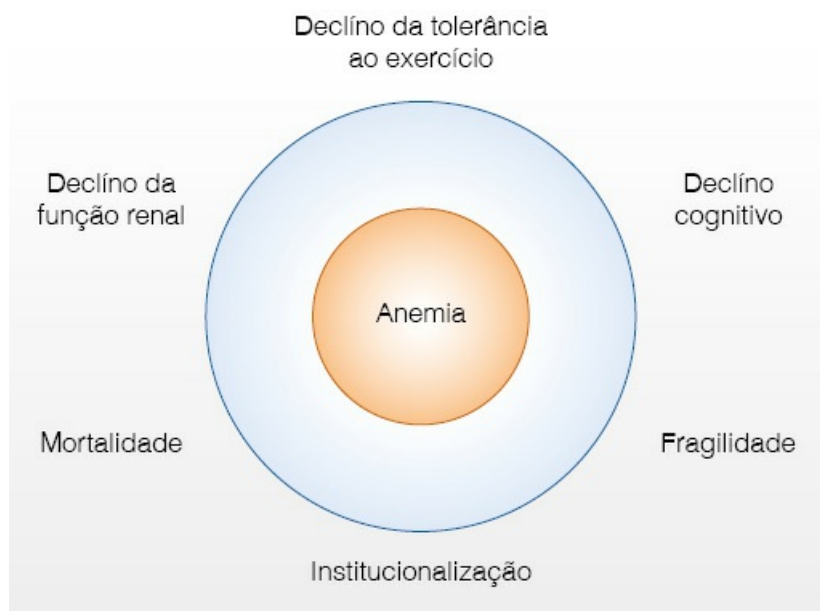 Declíno da tolerância
ao exercício
Declíno da
função renal
Declíno
cognitivo
Anemia
Mortalidade
Fragilidade
Institucionalização